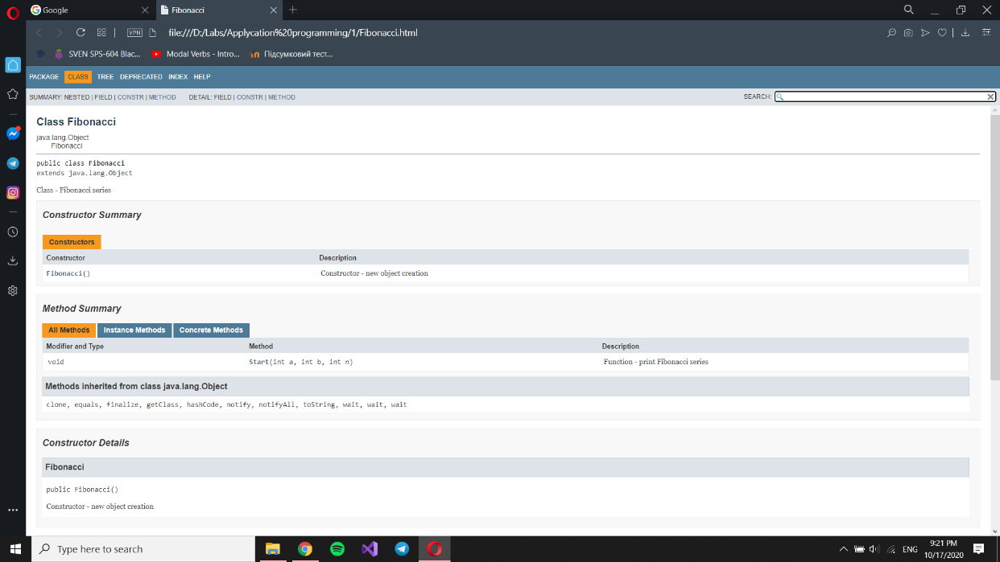 Google
Fibonacci
VPN
file:///D:/Labs/Applycation%20programming/1/Fibonacci.html
SVEN SPS-604 Blac...
Modal Verbs - Intro...
Підсумковий тест...
PACKAGE CLASS TREE DEPRECATED INDEX HELP
SUMMARY: NESTED | FIELD | CONSTR | METHOD DETAIL: FIELD | CONSTR | METHOD SEARCH:
Class Fibonacci
java.lang.Object
Fibonacci
public class Fibonacci
extends java.lang.Object
Class - Fibonacci series
Constructor Summary
Constructors
Constructor Description
Fibonacci() Constructor - new object creation
Method Summary
All Methods Instance Methods Concrete Methods
Modifier and Type Method Description
void Start(int a, int b, int n) Function - print Fibonacci series
Methods inherited from class java.lang.Object
clone, equals, finalize, getClass, hashCode, notify, notifyAll, toString, wait, wait, wait
Constructor Details
Fibonacci
public Fibonacci()
Constructor - new object creation
Type here to search
ENG
9:21 PM
10/17/2020